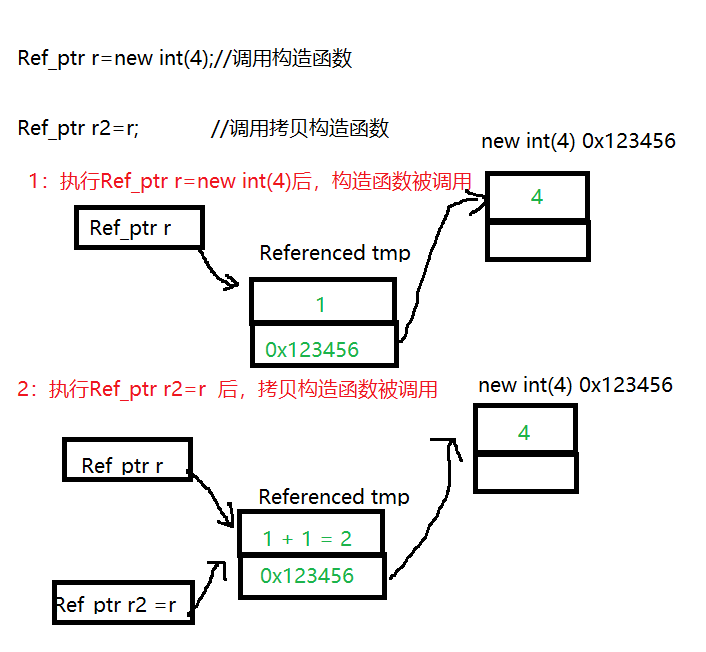 Ref_ptr r=new int(4);//调用构造函数
Ref_ptr r2=r; //调用拷贝构造函数
new int(4) 0x123456
1：执行Ref_ptr r=new int(4)后，构造函数被调用
4
Ref_ptr r
Referenced tmp
1
0x123456
2：执行Ref_ptr r2=r 后，拷贝构造函数被调用
new int(4) 0x123456
4
Ref_ptr r
Referenced tmp
1 + 1 = 2
0x123456
Ref_ptr r2 =r